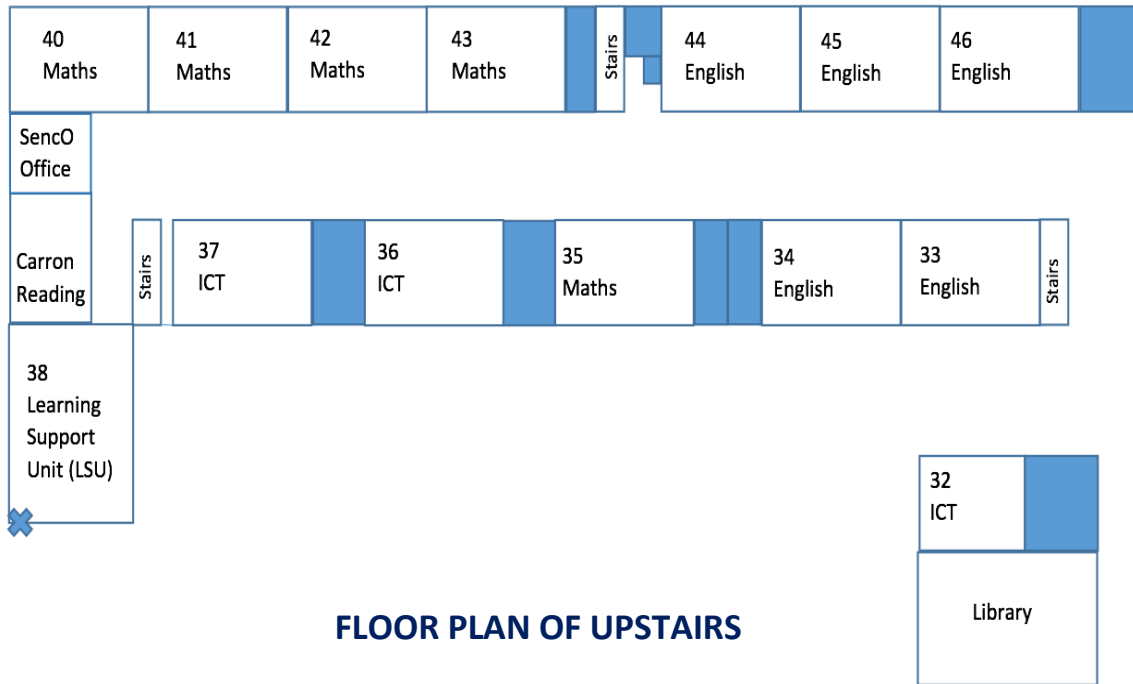 40
Maths
41
Maths
42
Maths
43
Maths
Stairs
44
English
45
English
46
English
SencO
Office
Carron
Reading
Stairs
37
ICT
36
ICT
35
Maths
34
English
33
English
Stairs
38
Learning
Support
Unit (LSU)
32
ICT
Library
FLOOR PLAN OF UPSTAIRS